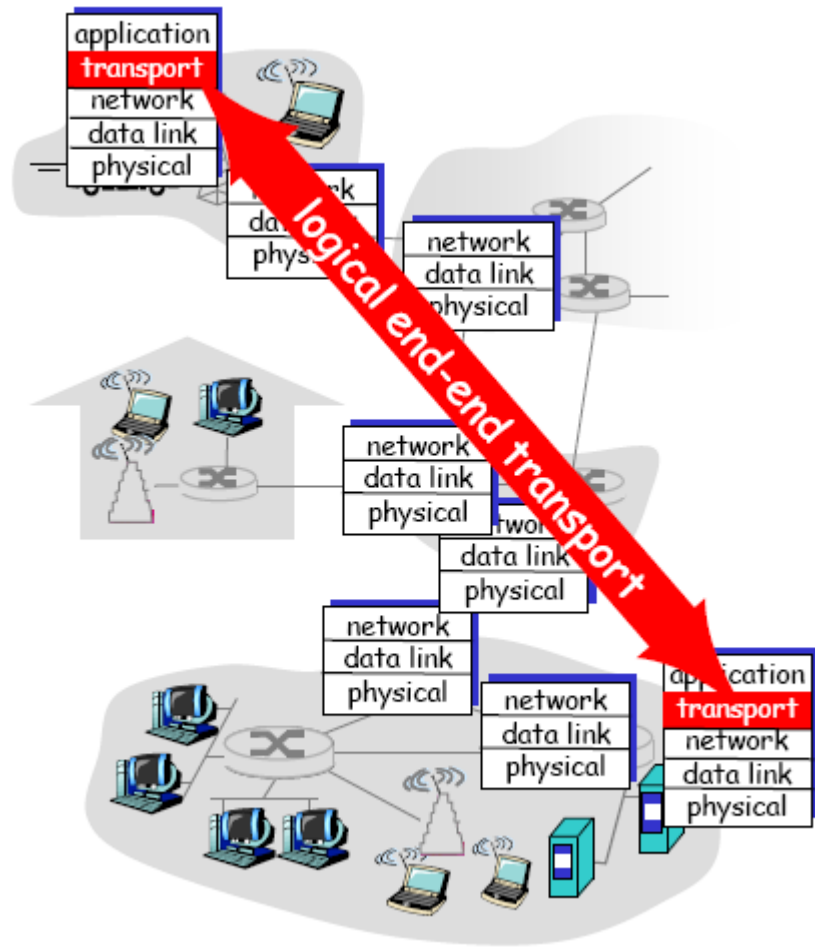 application
transport
network
data link
physical
network
data link
physical
logical end-end transport
network
data link
physical
network
data link
physical
network
data link
physical
network
data link
physical
application
transport
network
data link
physical